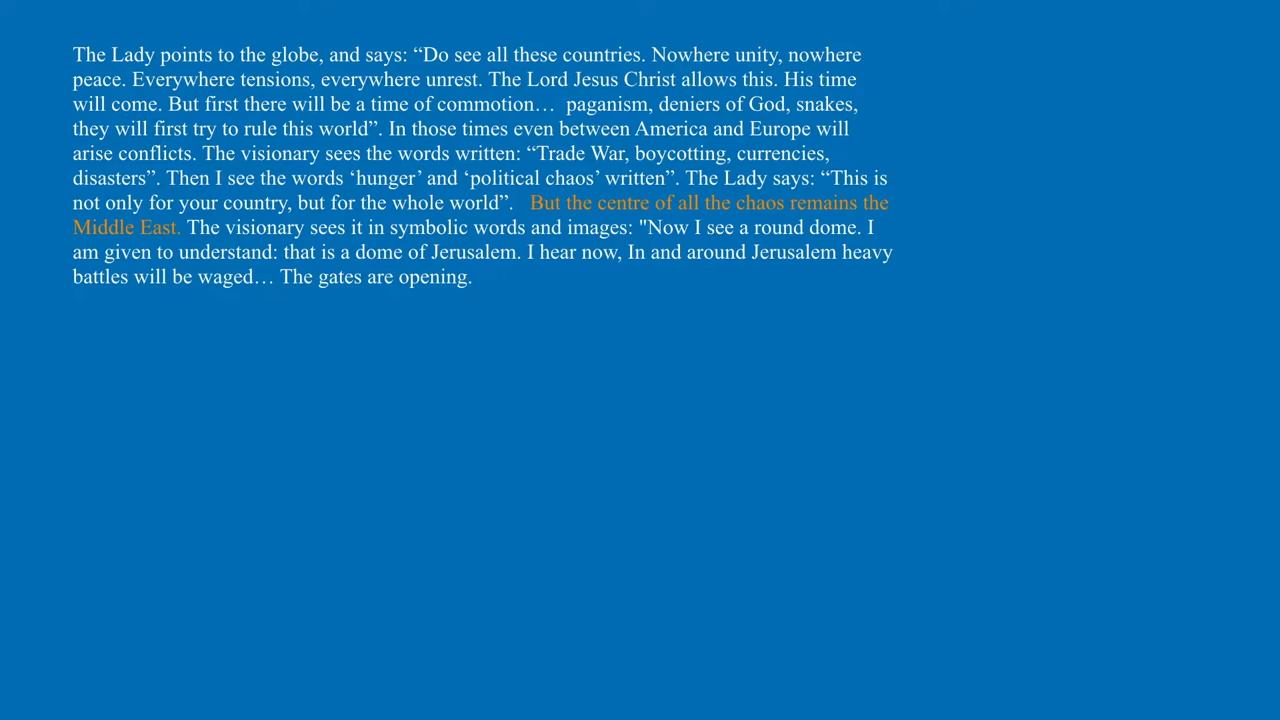 The Lady points to the globe, and says: “Do see all these countries. Nowhere unity, nowhere
peace. Everywhere tensions, everywhere unrest. The Lord Jesus Christ allows this. His time
will come. But first there will be a time of commotion…  paganism, deniers of God, snakes,
they will first try to rule this world”. In those times even between America and Europe will
arise conflicts. The visionary sees the words written: “Trade War, boycotting, currencies,
disasters”. Then I see the words ‘hunger’ and ‘political chaos’ written”. The Lady says: “This is
not only for your country, but for the whole world”.   But the centre of all the chaos remains the
Middle East. The visionary sees it in symbolic words and images: "Now I see a round dome. I
am given to understand: that is a dome of Jerusalem. I hear now, In and around Jerusalem heavy
battles will be waged… The gates are opening.